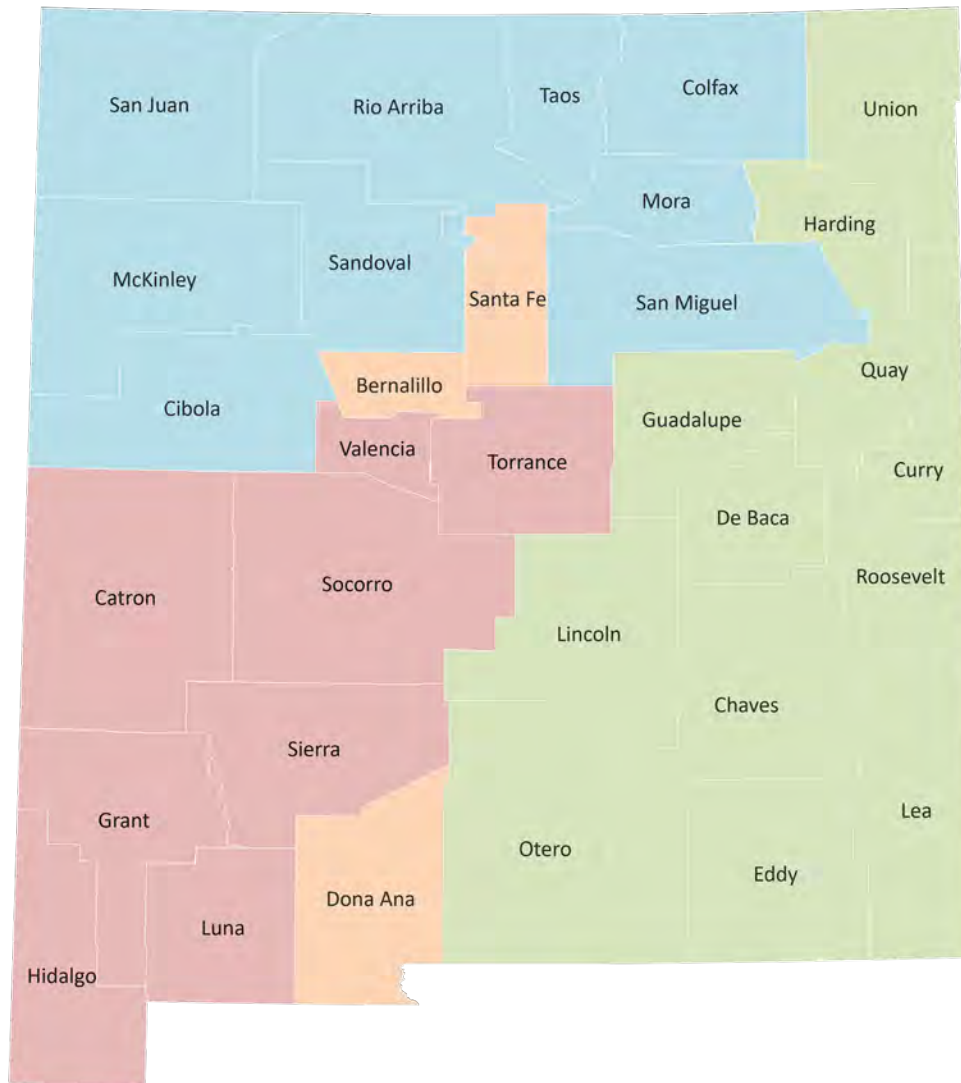 San Juan
Rio Arriba
Taos
Colfax
Union
Mora
Harding
McKinley
Sandoval
Santa Fe
San Miguel
Bernalillo
Quay
Cibola
Guadalupe
Valencia
Torrance
Curry
De Baca
Catron
Socorro
Roosevelt
Lincoln
Chaves
Sierra
Grant
Lea
Otero
Eddy
Dona Ana
Luna
Hidalgo